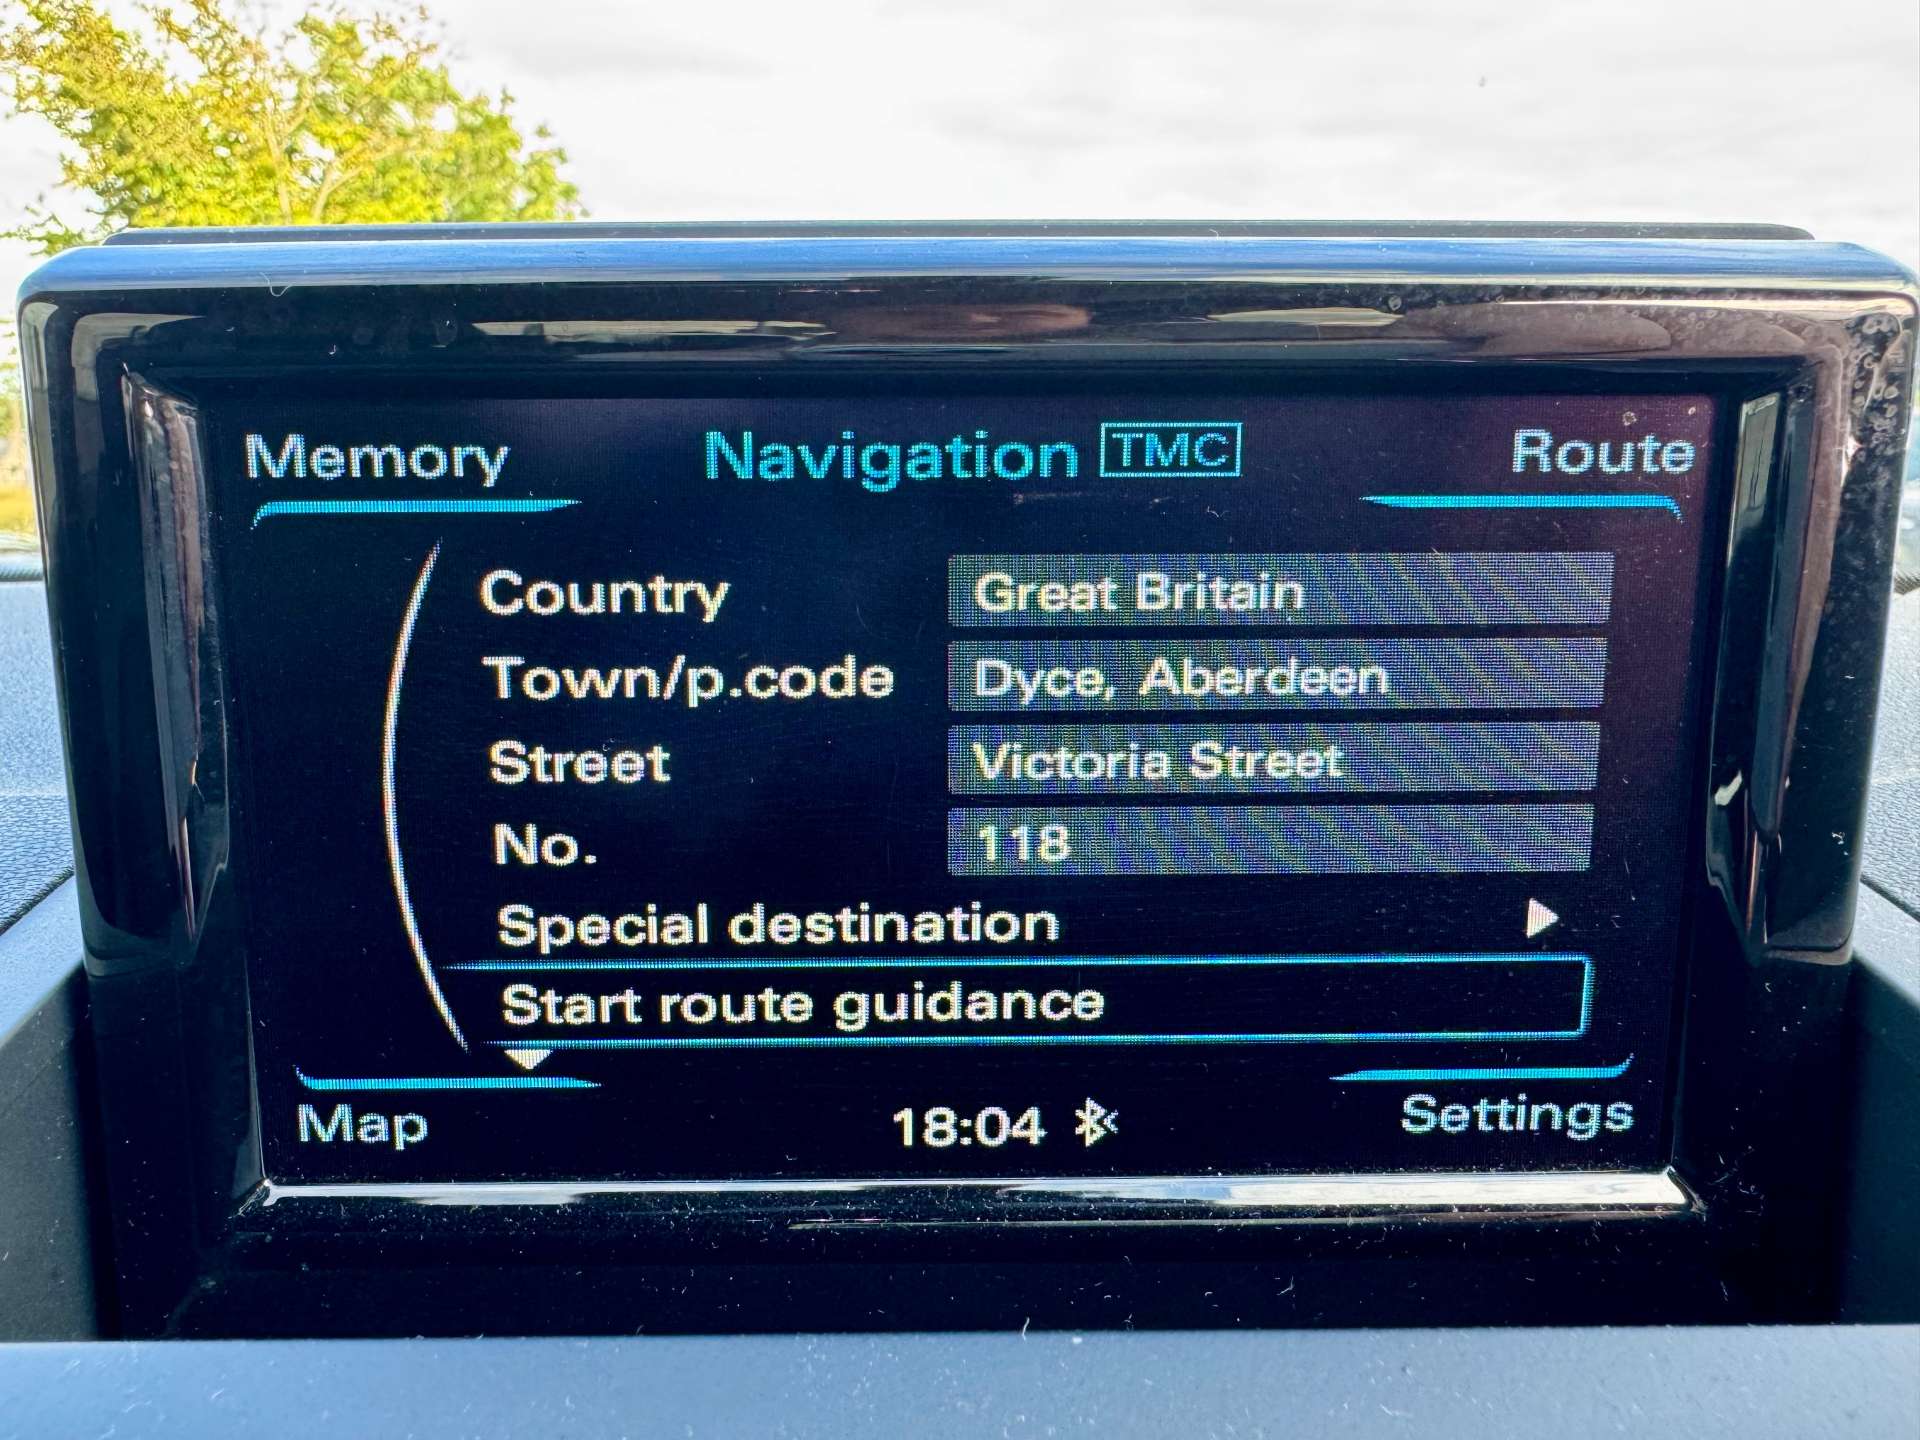 Memory Navigation TMC Route
Country Great Britain
Town/p.code Dyce, Aberdeen
Street Victoria Street
No. 118
Special destination
Start route guidance
Map 18:04 Settings